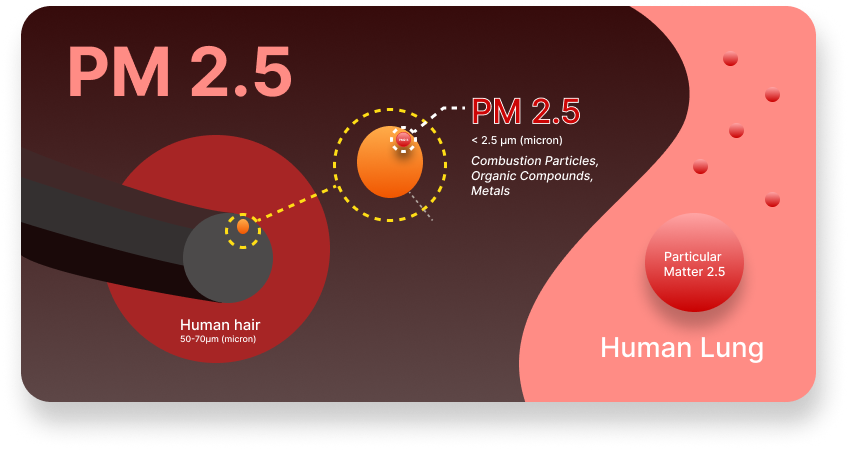 PM 2.5
PM 2.5
< 2.5 μm (micron)
Combustion Particles,
Organic Compounds,
Metals
Particular
Matter 2.5
Human hair
50-70μm (micron)
Human Lung